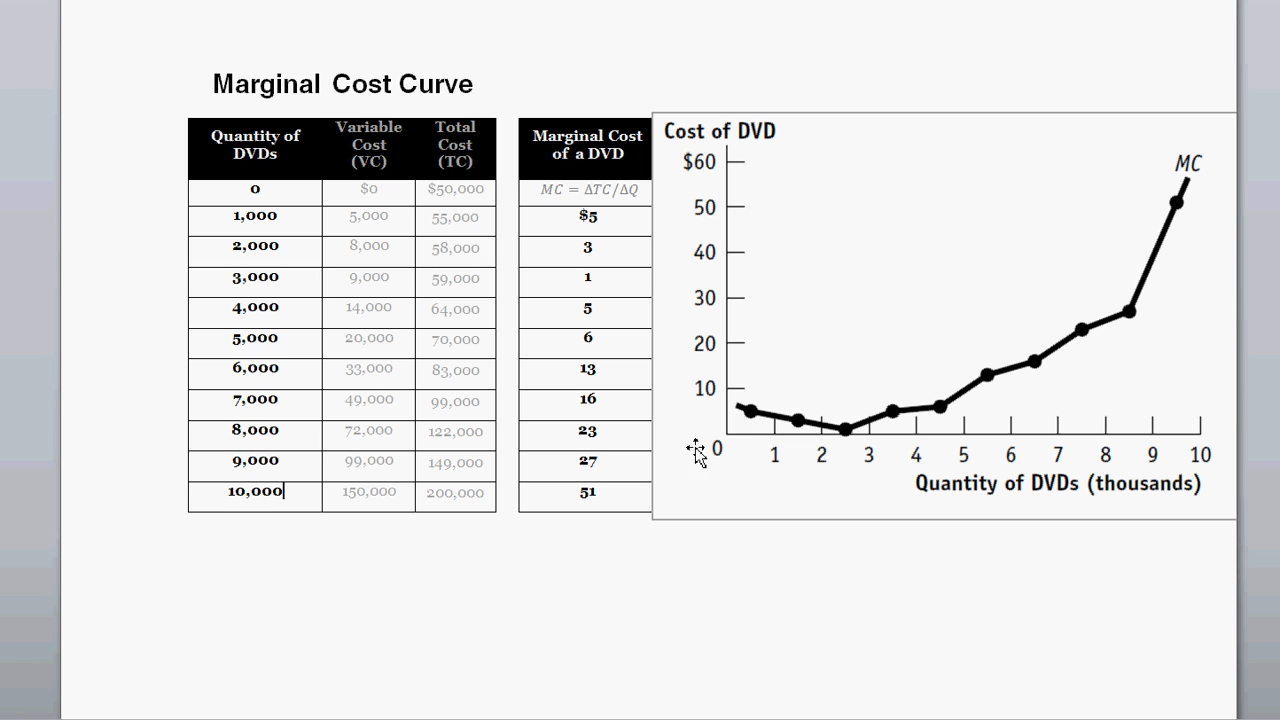 Marginal Cost Curve
Quantity of DVDs Variable Cost (VC) Total Cost (TC) Marginal Cost of a DVD
0 $0 $50,000 MC = ΔTC/ΔQ
1,000 5,000 55,000 $5
2,000 8,000 58,000 3
3,000 9,000 59,000 1
4,000 14,000 64,000 5
5,000 20,000 70,000 6
6,000 33,000 83,000 13
7,000 49,000 99,000 16
8,000 72,000 122,000 23
9,000 99,000 149,000 27
10,000 150,000 200,000 51
Cost of DVD
$60
50
40
30
20
10
0 1 2 3 4 5 6 7 8 9 10
MC
Quantity of DVDs (thousands)